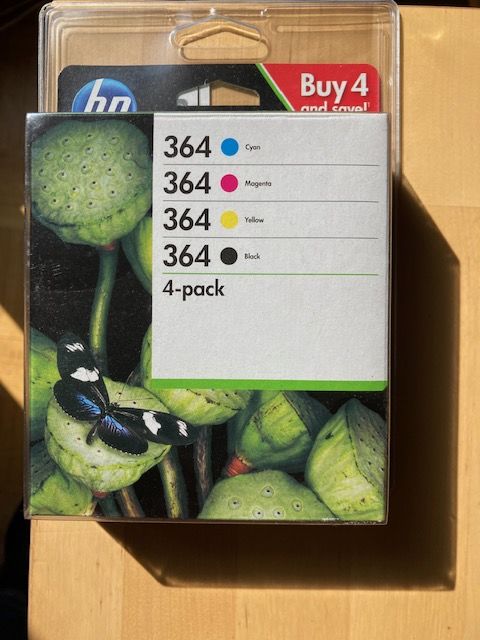 hp
Buy 4
and save!
364 Cyan
364 Magenta
364 Yellow
364 Black
4-pack